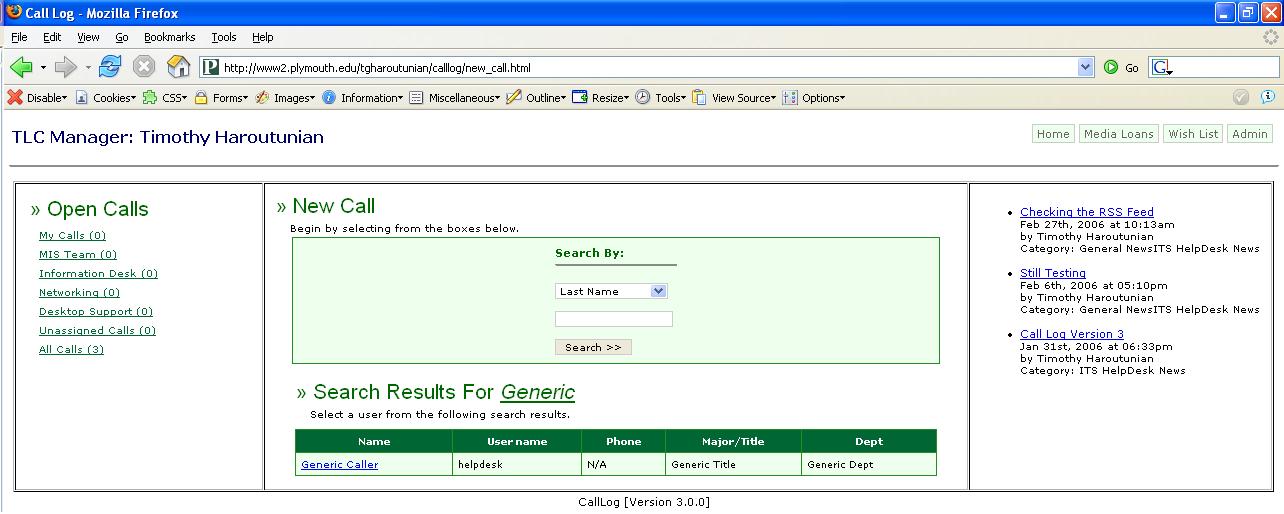 Call Log - Mozilla Firefox
File Edit View Go Bookmarks Tools Help
http://www2.plymouth.edu/tgharoutunian/calllog/new_call.html Go G
Disable Cookies CSS Forms Images Information Miscellaneous Outline Resize Tools View Source Options
TLC Manager: Timothy Haroutunian
Home Media Loans Wish List Admin
» Open Calls
My Calls (0)
MIS Team (0)
Information Desk (0)
Networking (0)
Desktop Support (0)
Unassigned Calls (0)
All Calls (3)
» New Call
Begin by selecting from the boxes below.
Search By:
Last Name
Search >>
» Search Results For Generic
Select a user from the following search results.
Name User name Phone Major/Title Dept
Generic Caller helpdesk N/A Generic Title Generic Dept
• Checking the RSS Feed
Feb 27th, 2006 at 10:13am
by Timothy Haroutunian
Category: General NewsITS HelpDesk News
• Still Testing
Feb 6th, 2006 at 05:10pm
by Timothy Haroutunian
Category: General NewsITS HelpDesk News
• Call Log Version 3
Jan 31st, 2006 at 06:33pm
by Timothy Haroutunian
Category: ITS HelpDesk News
CallLog [Version 3.0.0]